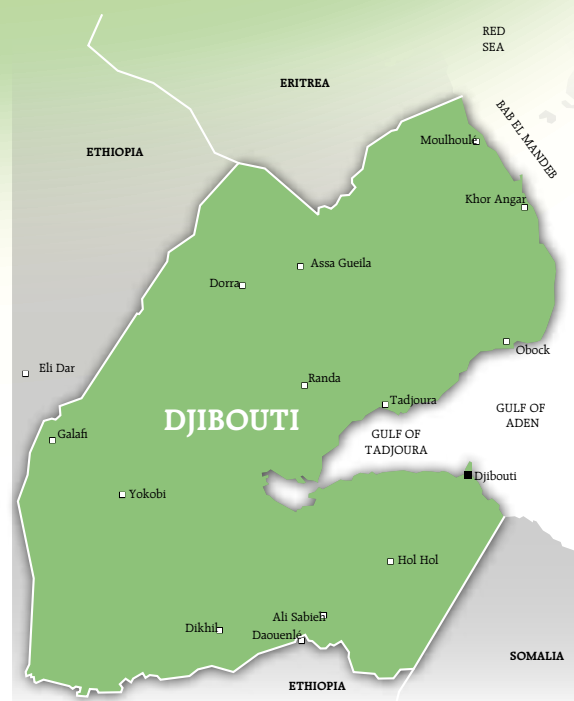 RED
SEA
ERITREA
BAB EL MANDEB
ETHIOPIA
Moulhoulé
Khor Angar
Assa Gueila
Dorra
Obock
Eli Dar
Randa
Tadjoura
DJIBOUTI
GULF OF
ADEN
GULF OF
TADJOURA
Galafi
Djibouti
Yokobi
Hol Hol
Ali Sabieh
Dikhil
Daouenlé
SOMALIA
ETHIOPIA